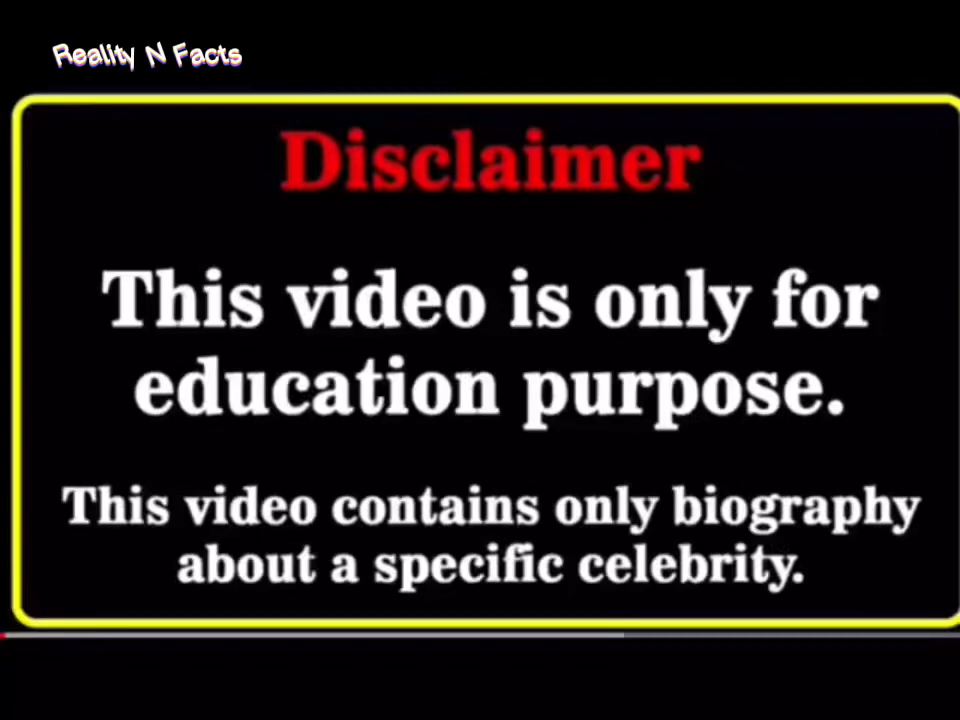 Reality N Facts
Disclaimer
This video is only for
education purpose.
This video contains only biography
about a specific celebrity.